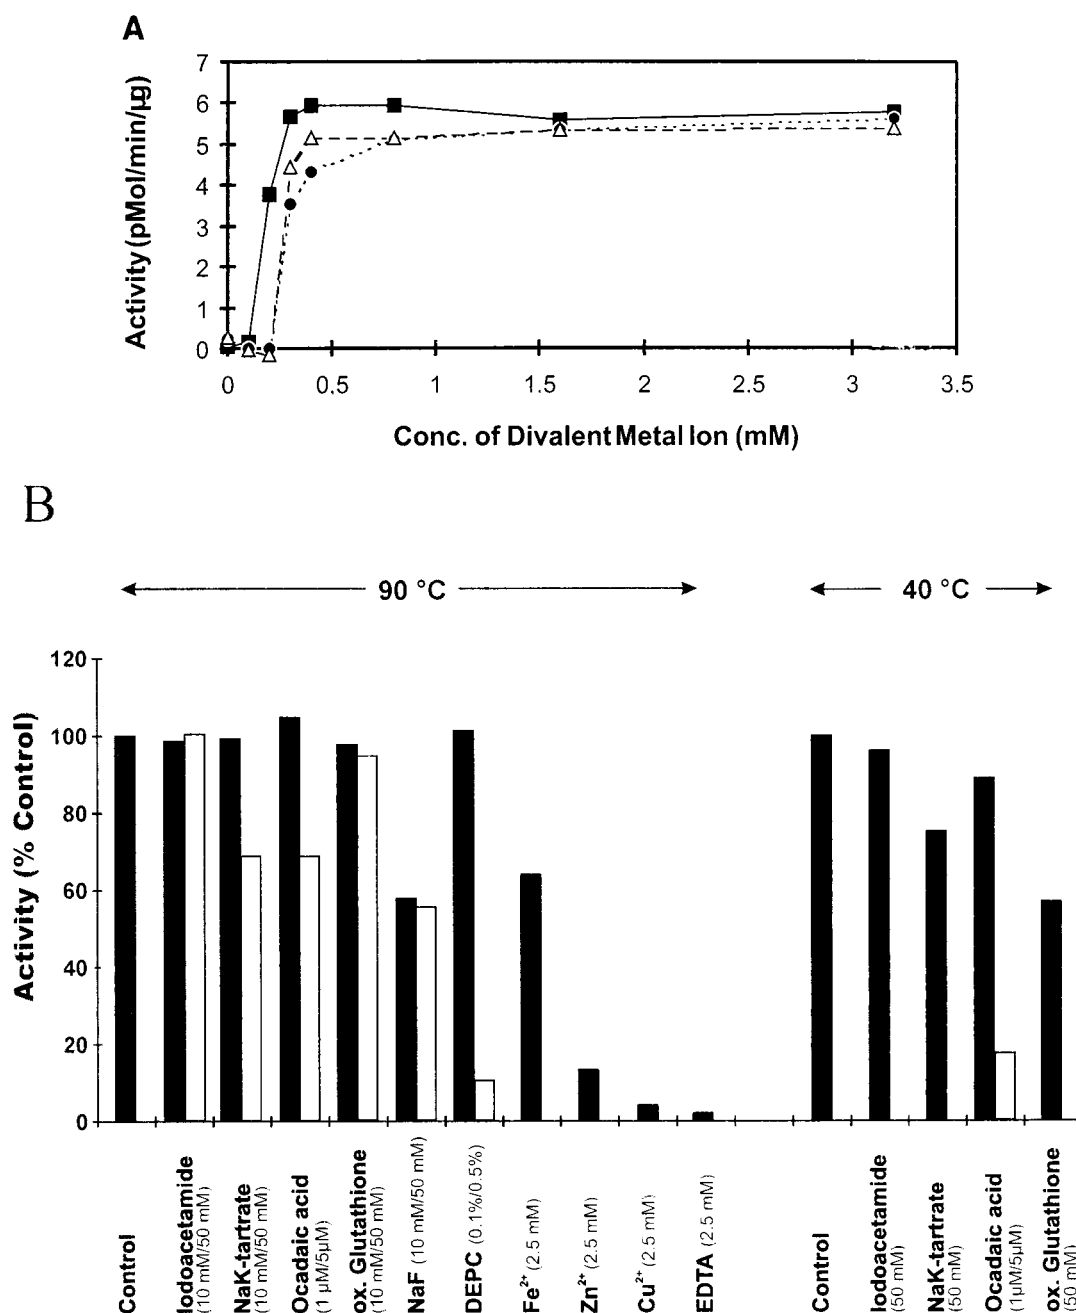 A
Activity (pMol/min/µg)
7
6
5
4
3
2
1
0
0
0.5
1
1.5
2
2.5
3
3.5
Conc. of Divalent Metal Ion (mM)
B
90 °C
40 °C
Activity (% Control)
120
100
80
60
40
20
0
Control
Iodoacetamide
(10 mM/50 mM)
NaK-tartrate
(10 mM/50 mM)
Ocadaic acid
(1 µM/5µM)
ox. Glutathione
(10 mM/50 mM)
NaF (10 mM/50 mM)
DEPC (0.1%/0.5%)
Fe²⁺ (2.5 mM)
Zn²⁺ (2.5 mM)
Cu²⁺ (2.5 mM)
EDTA (2.5 mM)
Control
Iodoacetamide
(50 mM)
NaK-tartrate
(50 mM)
Ocadaic acid
(1µM/5µM)
ox. Glutathione
(50 mM)